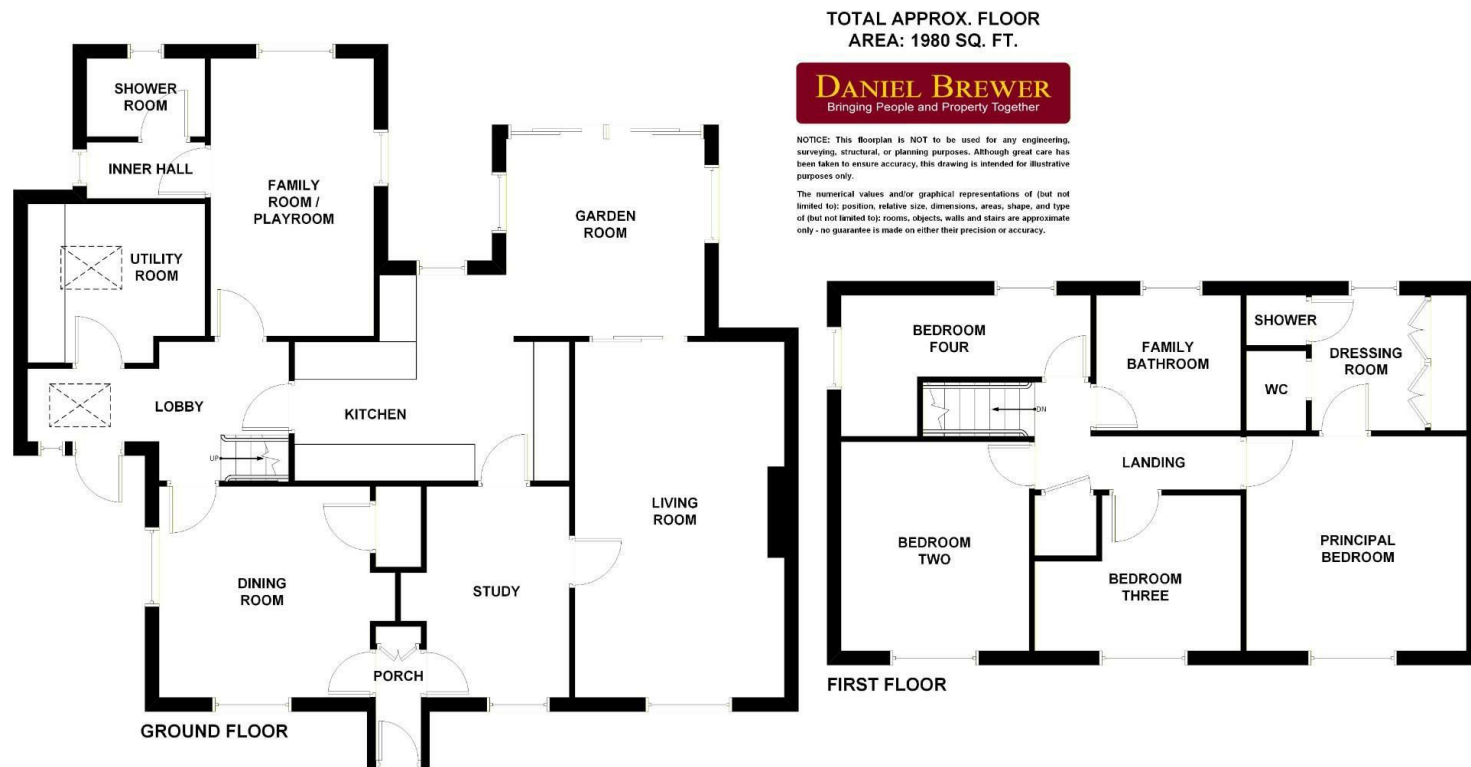 TOTAL APPROX. FLOOR
AREA: 1980 SQ. FT.
DANIEL BREWER
Bringing People and Property Together
NOTICE: This floorplan is NOT to be used for any engineering,
surveying, structural, or planning purposes. Although great care has
been taken to ensure accuracy, this drawing is intended for illustrative
purposes only.
The numerical values and/or graphical representations of (but not
limited to): position, relative size, dimensions, areas, shape, and type
of (but not limited to): rooms, objects, walls and stairs are approximate
only - no guarantee is made on either their precision or accuracy.
SHOWER
ROOM
INNER HALL
FAMILY
ROOM /
PLAYROOM
GARDEN
ROOM
UTILITY
ROOM
LOBBY
KITCHEN
UP
LIVING
ROOM
DINING
ROOM
STUDY
PORCH
GROUND FLOOR
BEDROOM
FOUR
FAMILY
BATHROOM
SHOWER
DRESSING
ROOM
WC
DN
LANDING
BEDROOM
TWO
BEDROOM
THREE
PRINCIPAL
BEDROOM
FIRST FLOOR